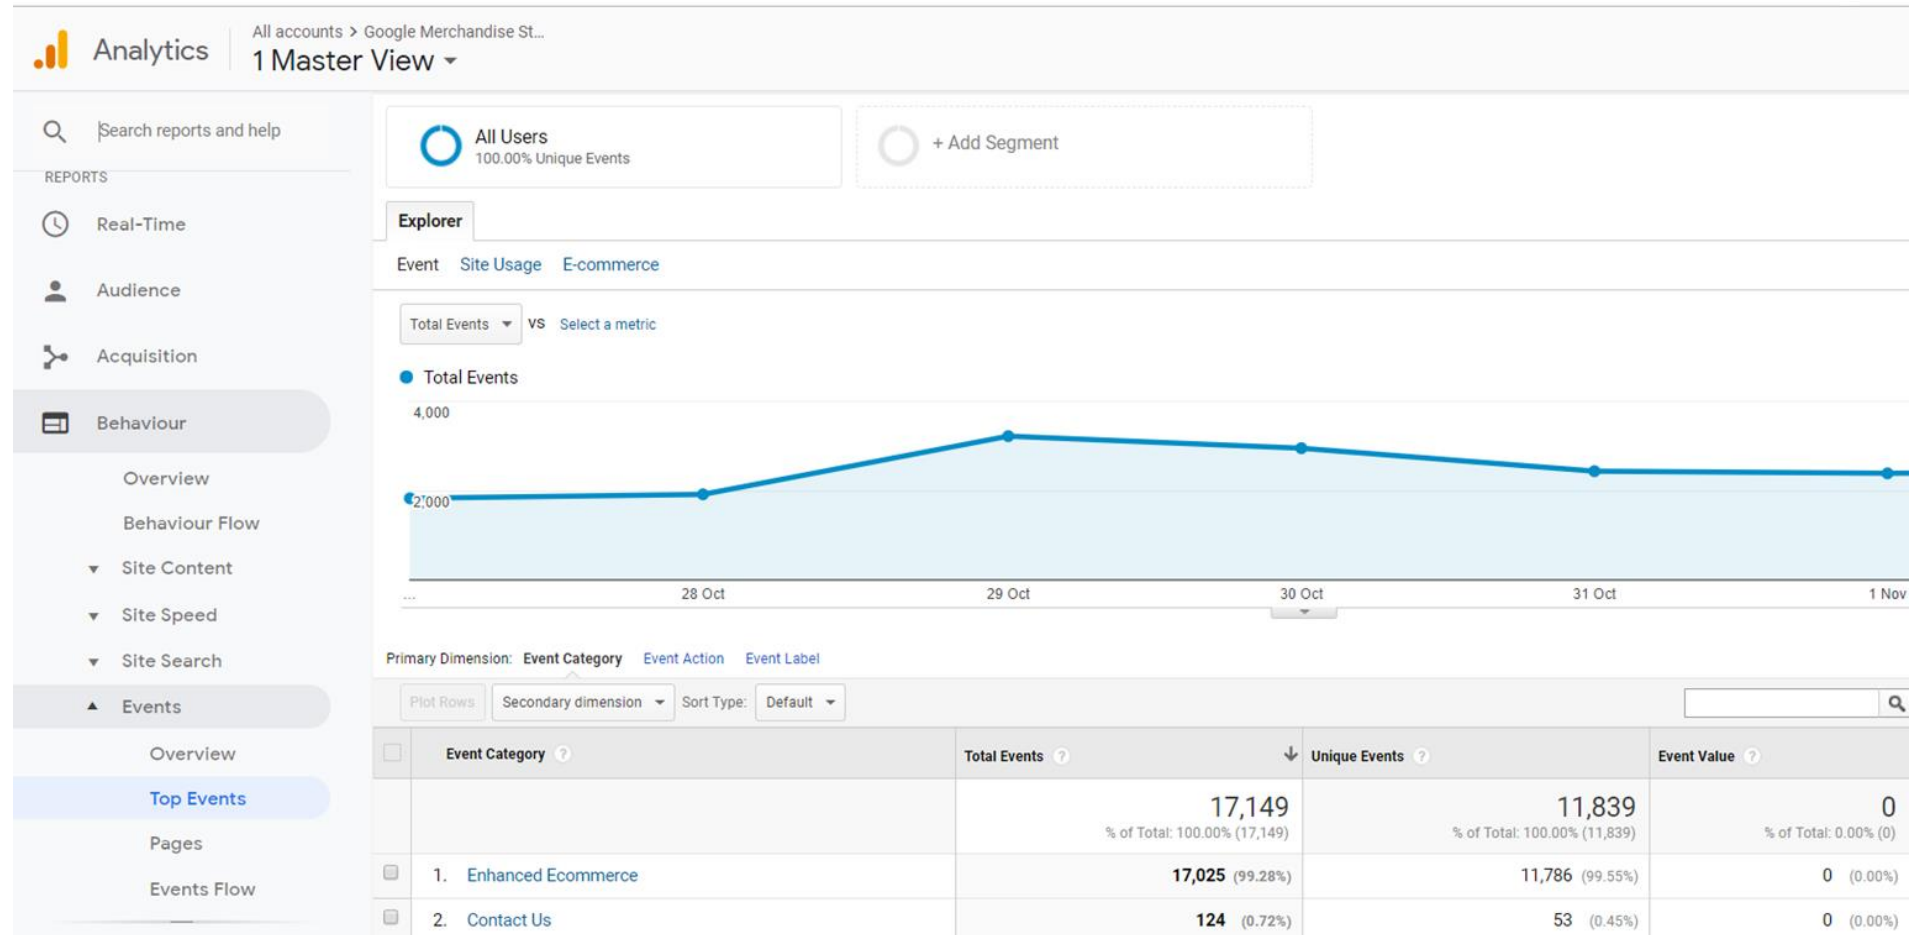 Analytics
All accounts > Google Merchandise St...
1 Master View
Search reports and help
REPORTS
Real-Time
Audience
Acquisition
Behaviour
Overview
Behaviour Flow
Site Content
Site Speed
Site Search
Events
Overview
Top Events
Pages
Events Flow
All Users
100.00% Unique Events
+ Add Segment
Explorer
Event Site Usage E-commerce
Total Events VS Select a metric
Total Events
4,000
2,000
... 28 Oct 29 Oct 30 Oct 31 Oct 1 Nov
Primary Dimension: Event Category Event Action Event Label
Plot Rows Secondary dimension Sort Type: Default
Event Category ? Total Events ? Unique Events ? Event Value ?
17,149 11,839 0
% of Total: 100.00% (17,149) % of Total: 100.00% (11,839) % of Total: 0.00% (0)
1. Enhanced Ecommerce 17,025 (99.28%) 11,786 (99.55%) 0 (0.00%)
2. Contact Us 124 (0.72%) 53 (0.45%) 0 (0.00%)